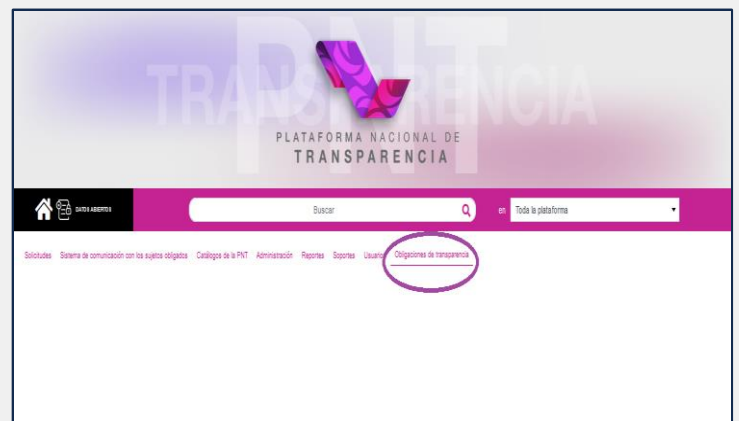 PNT
TRANSPARENCIA
PLATAFORMA NACIONAL DE
TRANSPARENCIA
DATOS ABIERTOS
Buscar
en
Toda la plataforma
Solicitudes Sistema de comunicación con los sujetos obligados Catálogos de la PNT Administración Reportes Soportes Usuarios Obligaciones de transparencia